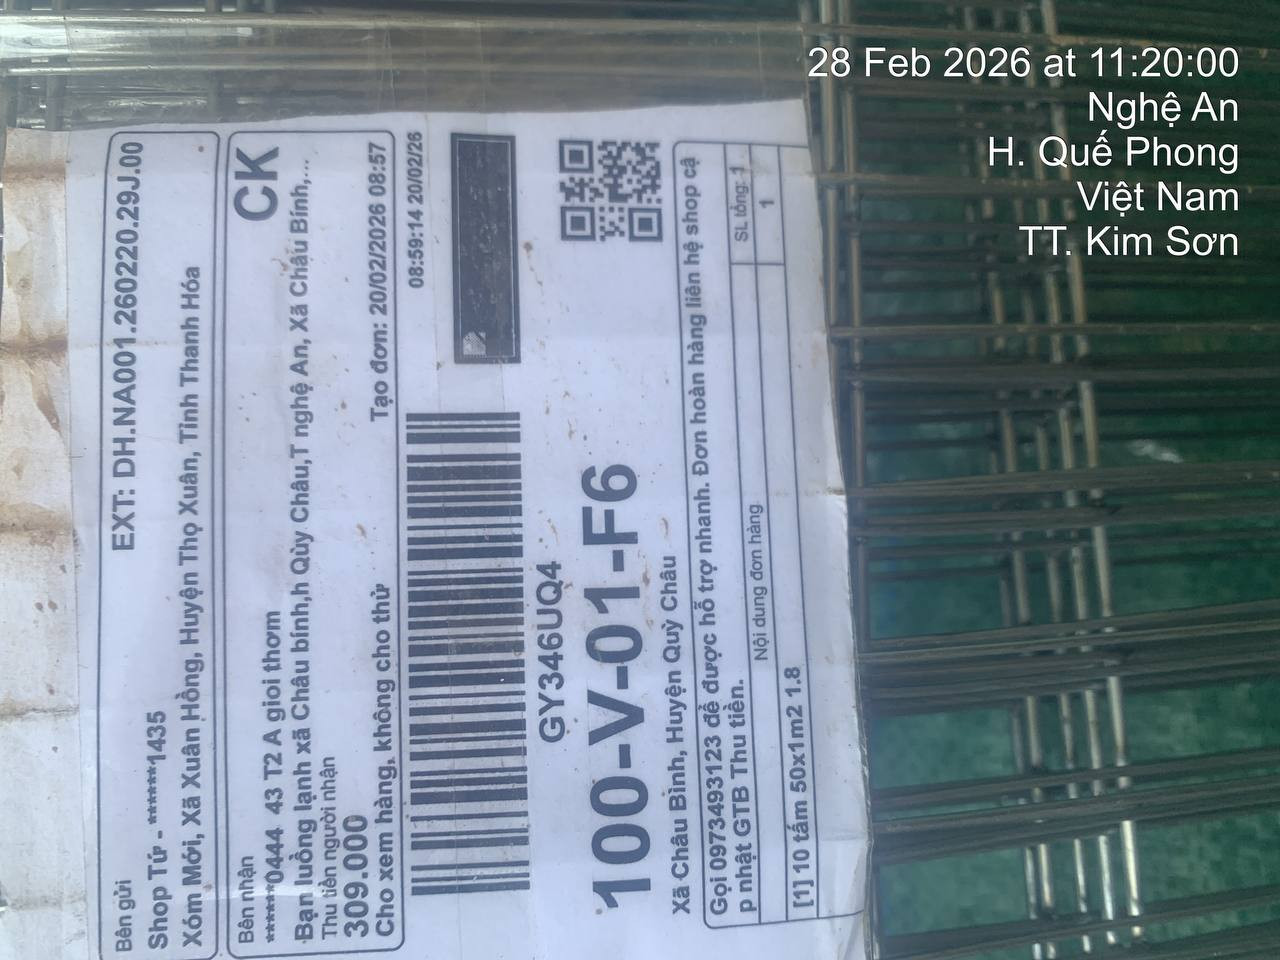 28 Feb 2026 at 11:20:00
Nghệ An
H. Quế Phong
Việt Nam
TT. Kim Sơn
EXT: DH.NA001.260220.29J.00
Bên gửi
Shop Tứ - ******1435
Xóm Mới, Xã Xuân Hồng, Huyện Thọ Xuân, Tỉnh Thanh Hóa
CK
Bên nhận
******0444 43 T2 A gioi thơm
Bạn luồng lạnh xã Châu bính,h Qùy Châu,T nghệ An, Xã Châu Bính,...
Thu tiền người nhận
309.000
Tạo đơn: 20/02/2026 08:57
Cho xem hàng, không cho thử
08:59:14 20/02/26
GY346UQ4
100-V-01-F6
Xã Châu Bình, Huyện Quỳ Châu
Gọi 0973493123 để được hỗ trợ nhanh. Đơn hoàn hàng liên hệ shop cậ
p nhật GTB Thu tiền.
Nội dung đơn hàng
SL tổng: 1
[1] 10 tấm 50x1m2 1.8
1